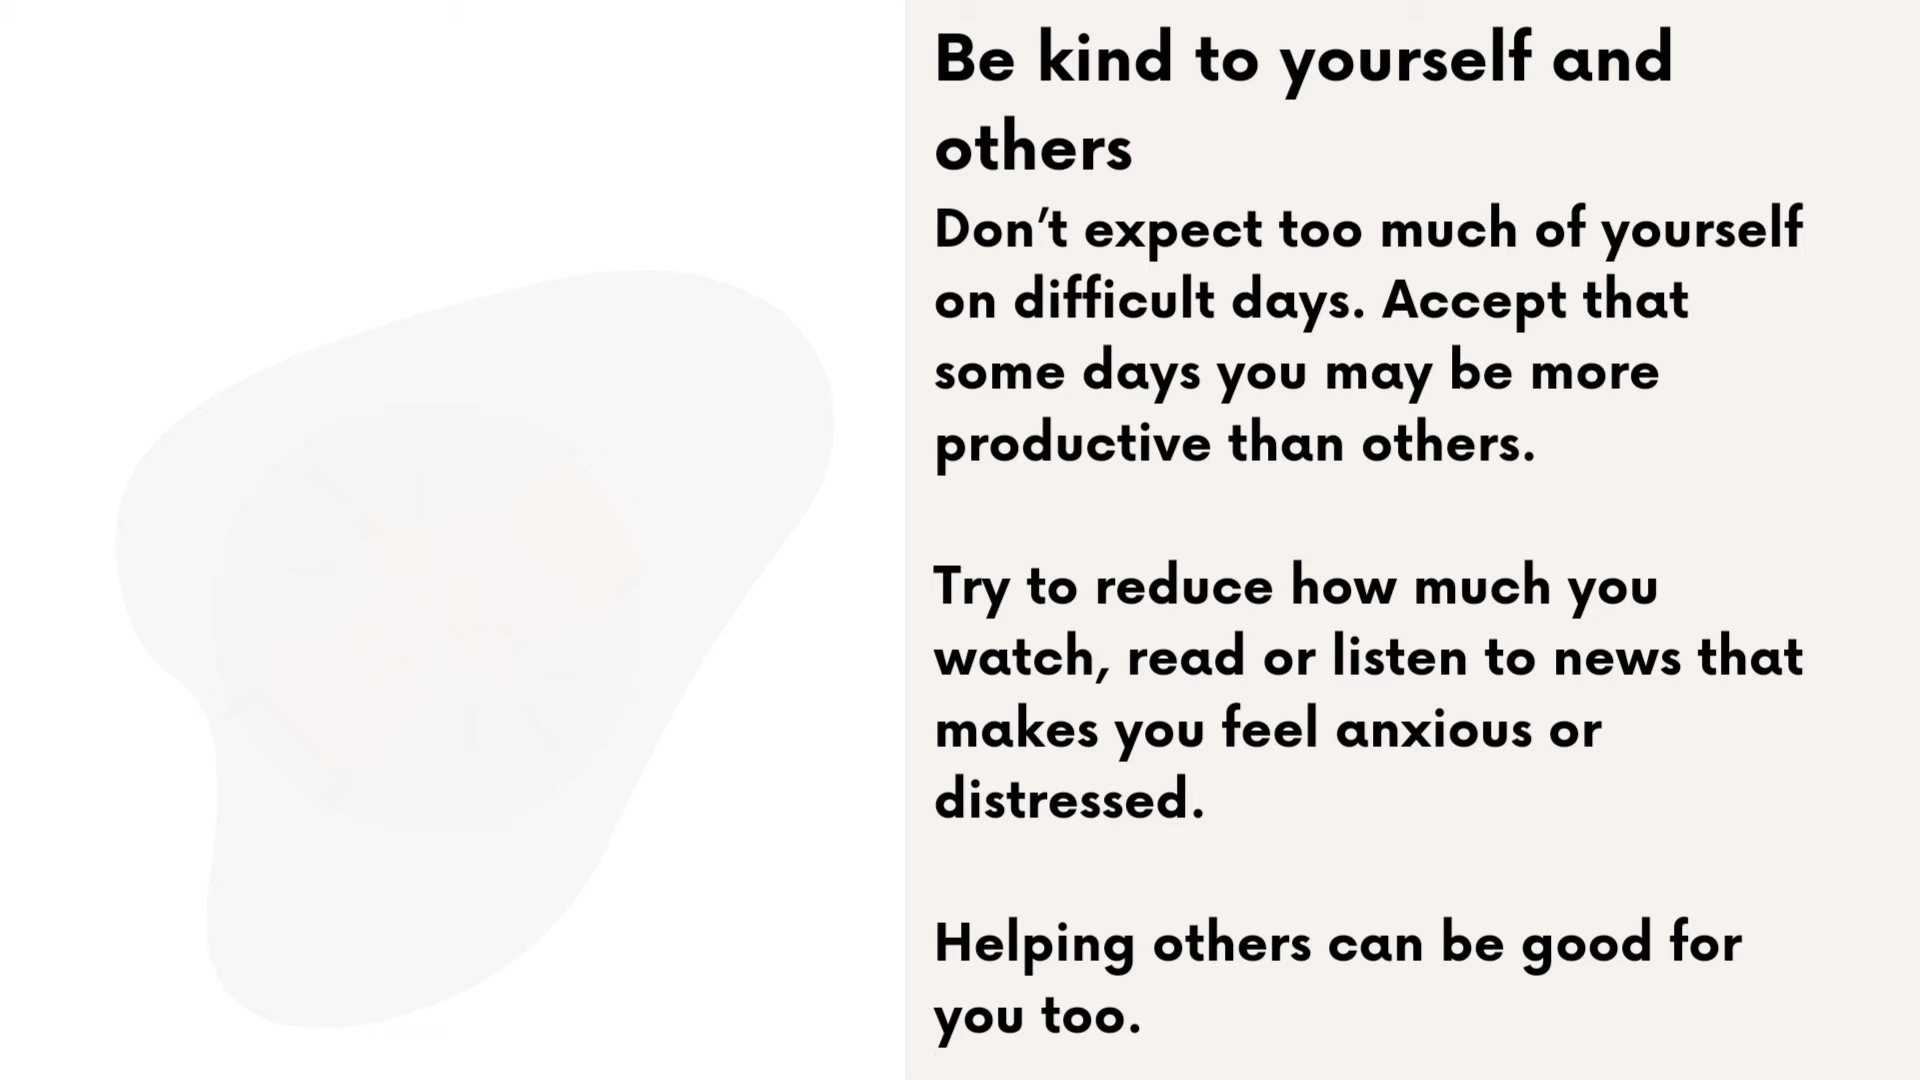 Be kind to yourself and
others
Don’t expect too much of yourself
on difficult days. Accept that
some days you may be more
productive than others.
Try to reduce how much you
watch, read or listen to news that
makes you feel anxious or
distressed.
Helping others can be good for
you too.